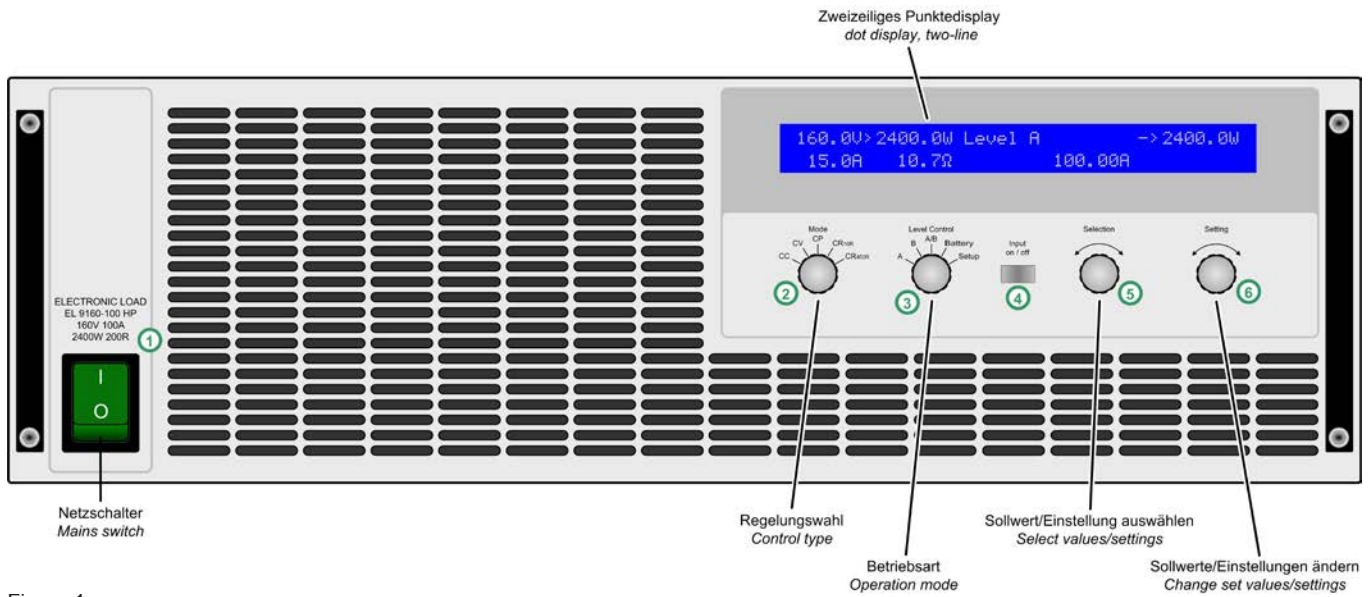 Zweizeiliges Punktedisplay
dot display, two-line
160.0V>2400.0W Level A ->2400.0W
15.0A 10.7Ω 100.00A
Mode
CC CV CP CR
Level Control
A B A/B Battery Setup
Input
on / off
Selection
Setting
2
3
4
5
6
ELECTRONIC LOAD
EL 9160-100 HP
160V 100A
2400W 200R
1
I
O
Netzschalter
Mains switch
Regelungswahl
Control type
Betriebsart
Operation mode
Sollwert/Einstellung auswählen
Select values/settings
Sollwerte/Einstellungen ändern
Change set values/settings